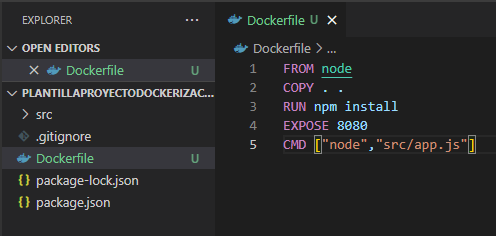 EXPLORER
OPEN EDITORS
Dockerfile U
PLANTILLAPROYECTODOCKERIZAC...
src
.gitignore
Dockerfile U
package-lock.json
package.json
Dockerfile U
Dockerfile > ...
1 FROM node
2 COPY . .
3 RUN npm install
4 EXPOSE 8080
5 CMD ["node","src/app.js"]